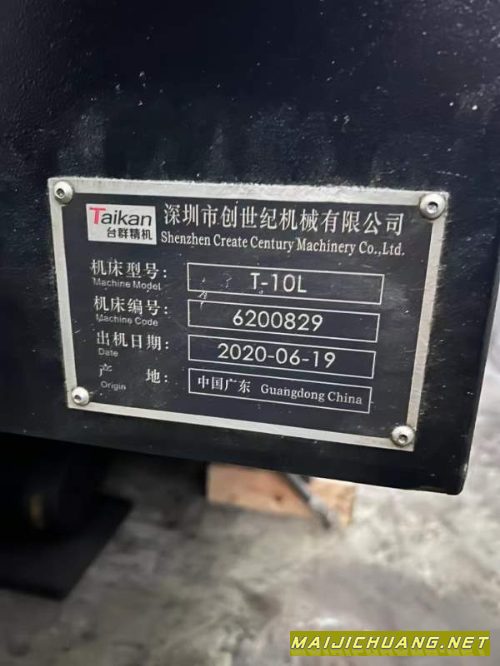 Taikan
台群精机
深圳市创世纪机械有限公司
Shenzhen Create Century Machinery Co.,Ltd.
机床型号: T-10L
Machine Model
机床编号: 6200829
Machine Code
出机日期: 2020-06-19
Date
产 地: 中国广东 Guangdong China
Origin
MAIJICHUANG.NET